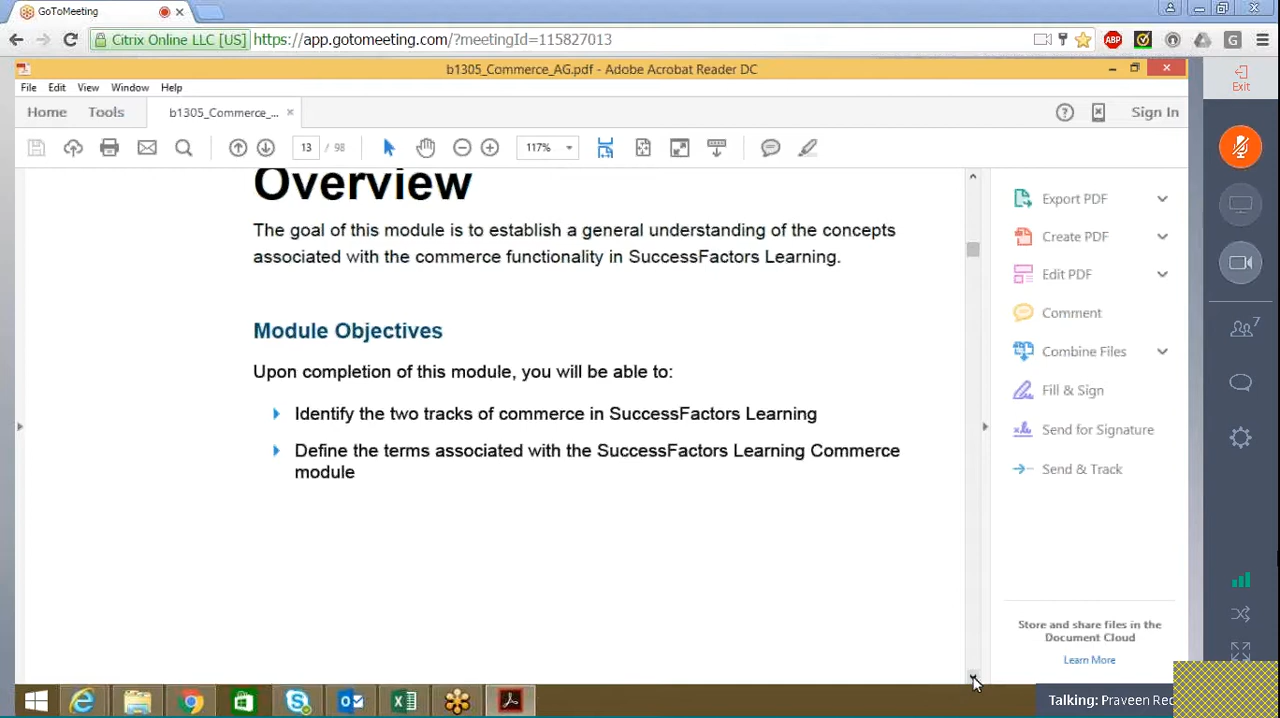 GoToMeeting
Citrix Online LLC [US] https://app.gotomeeting.com/?meetingId=115827013
ABP
G
b1305_Commerce_AG.pdf - Adobe Acrobat Reader DC
Exit
File Edit View Window Help
Home Tools b1305_Commerce_... Sign In
13 / 98 117%
Overview
The goal of this module is to establish a general understanding of the concepts
associated with the commerce functionality in SuccessFactors Learning.
Module Objectives
Upon completion of this module, you will be able to:
Identify the two tracks of commerce in SuccessFactors Learning
Define the terms associated with the SuccessFactors Learning Commerce
module
Export PDF
Create PDF
Edit PDF
Comment
Combine Files
Fill & Sign
Send for Signature
Send & Track
7
Store and share files in the
Document Cloud
Learn More
Talking: Praveen Rec